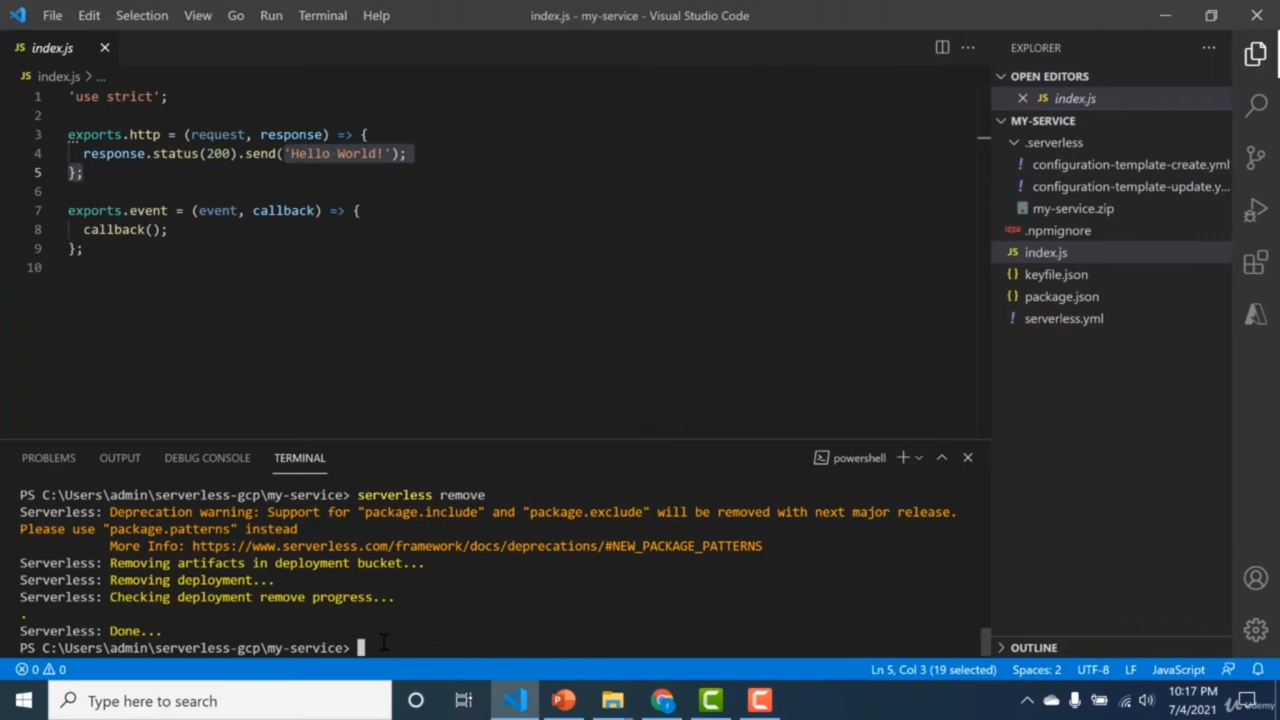 File Edit Selection View Go Run Terminal Help index.js - my-service - Visual Studio Code
JS index.js
JS index.js > ...
1 'use strict';
2
3 exports.http = (request, response) => {
4 response.status(200).send('Hello World!');
5 };
6
7 exports.event = (event, callback) => {
8 callback();
9 };
10
EXPLORER
OPEN EDITORS
JS index.js
MY-SERVICE
.serverless
! configuration-template-create.yml
! configuration-template-update.y...
my-service.zip
.npmignore
JS index.js
{} keyfile.json
{} package.json
! serverless.yml
OUTLINE
PROBLEMS OUTPUT DEBUG CONSOLE TERMINAL powershell
PS C:\Users\admin\serverless-gcp\my-service> serverless remove
Serverless: Deprecation warning: Support for "package.include" and "package.exclude" will be removed with next major release.
Please use "package.patterns" instead
More Info: https://www.serverless.com/framework/docs/deprecations/#NEW_PACKAGE_PATTERNS
Serverless: Removing artifacts in deployment bucket...
Serverless: Removing deployment...
Serverless: Checking deployment remove progress...
.
Serverless: Done...
PS C:\Users\admin\serverless-gcp\my-service>
0 0 Ln 5, Col 3 (19 selected) Spaces: 2 UTF-8 LF JavaScript
Type here to search
10:17 PM
7/4/2021
Udemy